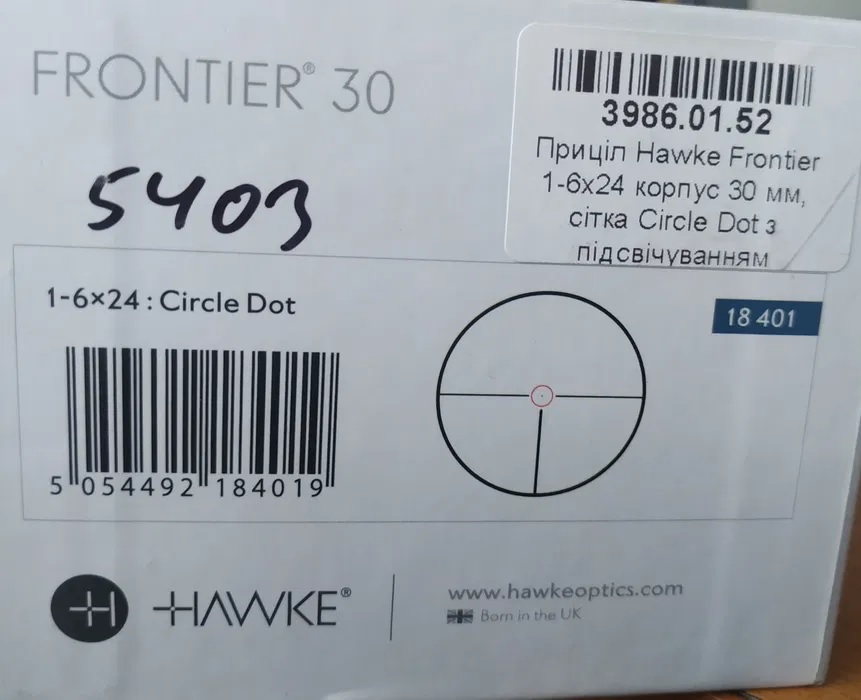 FRONTIER® 30
3986.01.52
Приціл Hawke Frontier
1-6x24 корпус 30 мм,
сітка Circle Dot з
підсвічуванням
5403
1-6×24 : Circle Dot
18 401
5 054492 184019
HAWKE®
www.hawkeoptics.com
Born in the UK